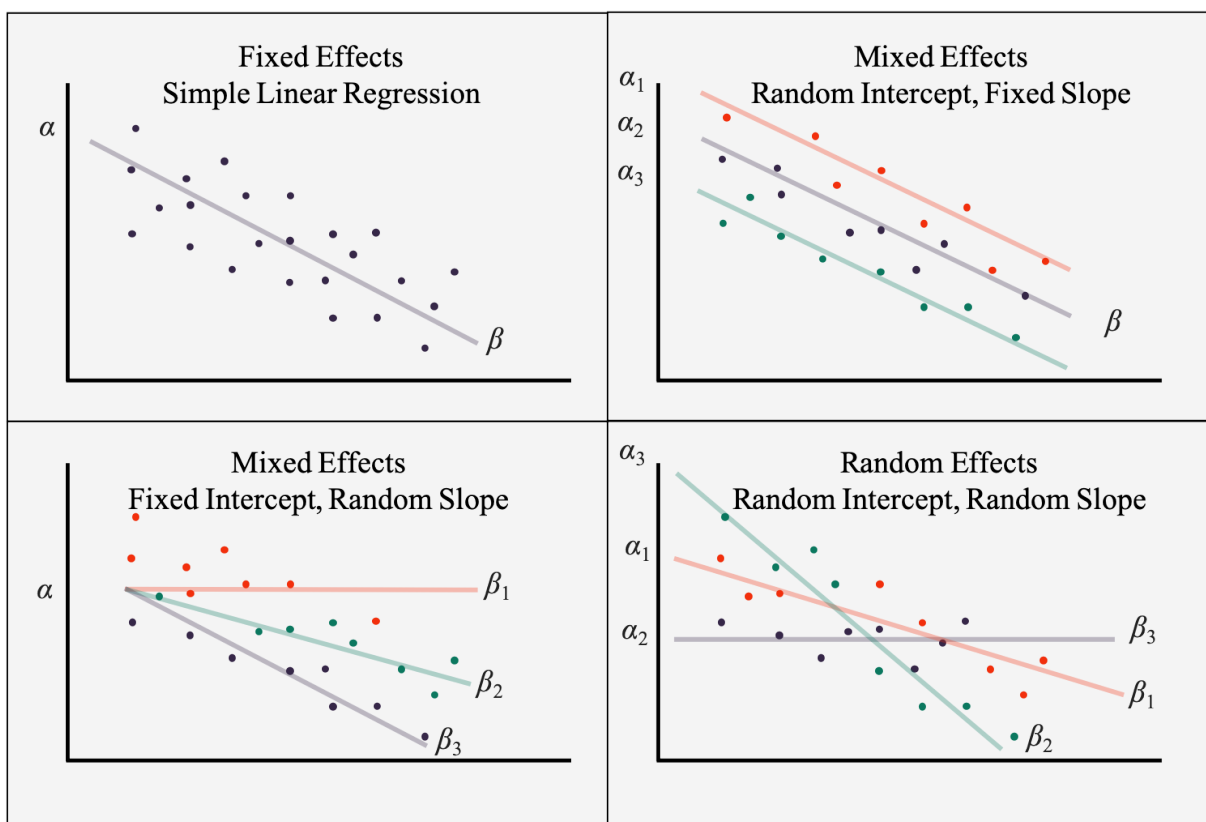 Fixed Effects
Simple Linear Regression
α
β
Mixed Effects
Random Intercept, Fixed Slope
α₁
α₂
α₃
β
Mixed Effects
Fixed Intercept, Random Slope
α
β₁
β₂
β₃
Random Effects
Random Intercept, Random Slope
α₃
α₁
α₂
β₃
β₁
β₂